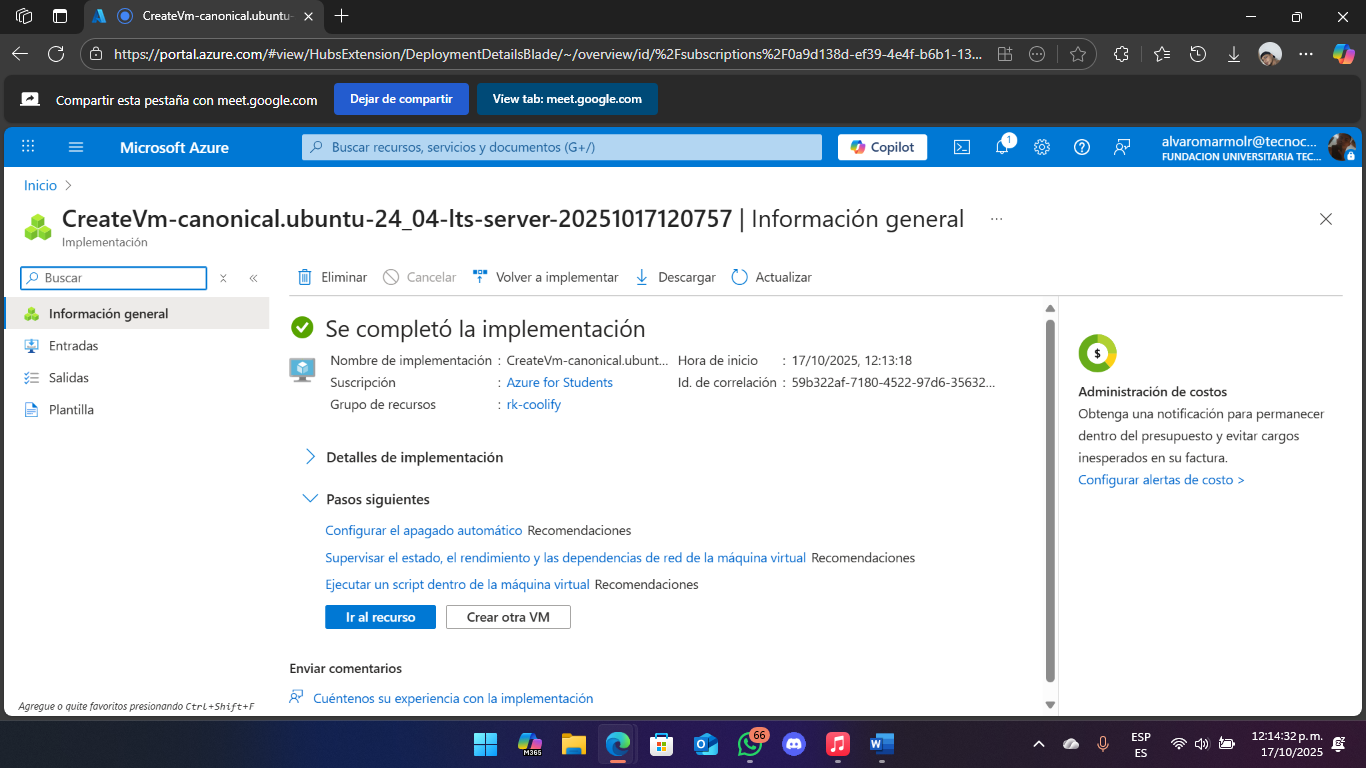 CreateVm-canonical.ubuntu-
https://portal.azure.com/#view/HubsExtension/DeploymentDetailsBlade/~/overview/id/%2Fsubscriptions%2F0a9d138d-ef39-4e4f-b6b1-13...
Compartir esta pestaña con meet.google.com
Dejar de compartir
View tab: meet.google.com
Microsoft Azure
Buscar recursos, servicios y documentos (G+/)
Copilot
1
alvaromarmolr@tecnoc...
FUNDACION UNIVERSITARIA TEC...
Inicio
CreateVm-canonical.ubuntu-24_04-lts-server-20251017120757 | Información general ...
Implementación
Buscar
Eliminar
Cancelar
Volver a implementar
Descargar
Actualizar
Información general
Entradas
Salidas
Plantilla
Se completó la implementación
Nombre de implementación : CreateVm-canonical.ubunt...
Suscripción : Azure for Students
Grupo de recursos : rk-coolify
Hora de inicio : 17/10/2025, 12:13:18
Id. de correlación : 59b322af-7180-4522-97d6-35632...
Detalles de implementación
Pasos siguientes
Configurar el apagado automático Recomendaciones
Supervisar el estado, el rendimiento y las dependencias de red de la máquina virtual Recomendaciones
Ejecutar un script dentro de la máquina virtual Recomendaciones
Ir al recurso
Crear otra VM
Enviar comentarios
Cuéntenos su experiencia con la implementación
$
Administración de costos
Obtenga una notificación para permanecer
dentro del presupuesto y evitar cargos
inesperados en su factura.
Configurar alertas de costo >
Agregue o quite favoritos presionando Ctrl+Shift+F
M365
66
ESP
ES
12:14:32 p. m.
17/10/2025